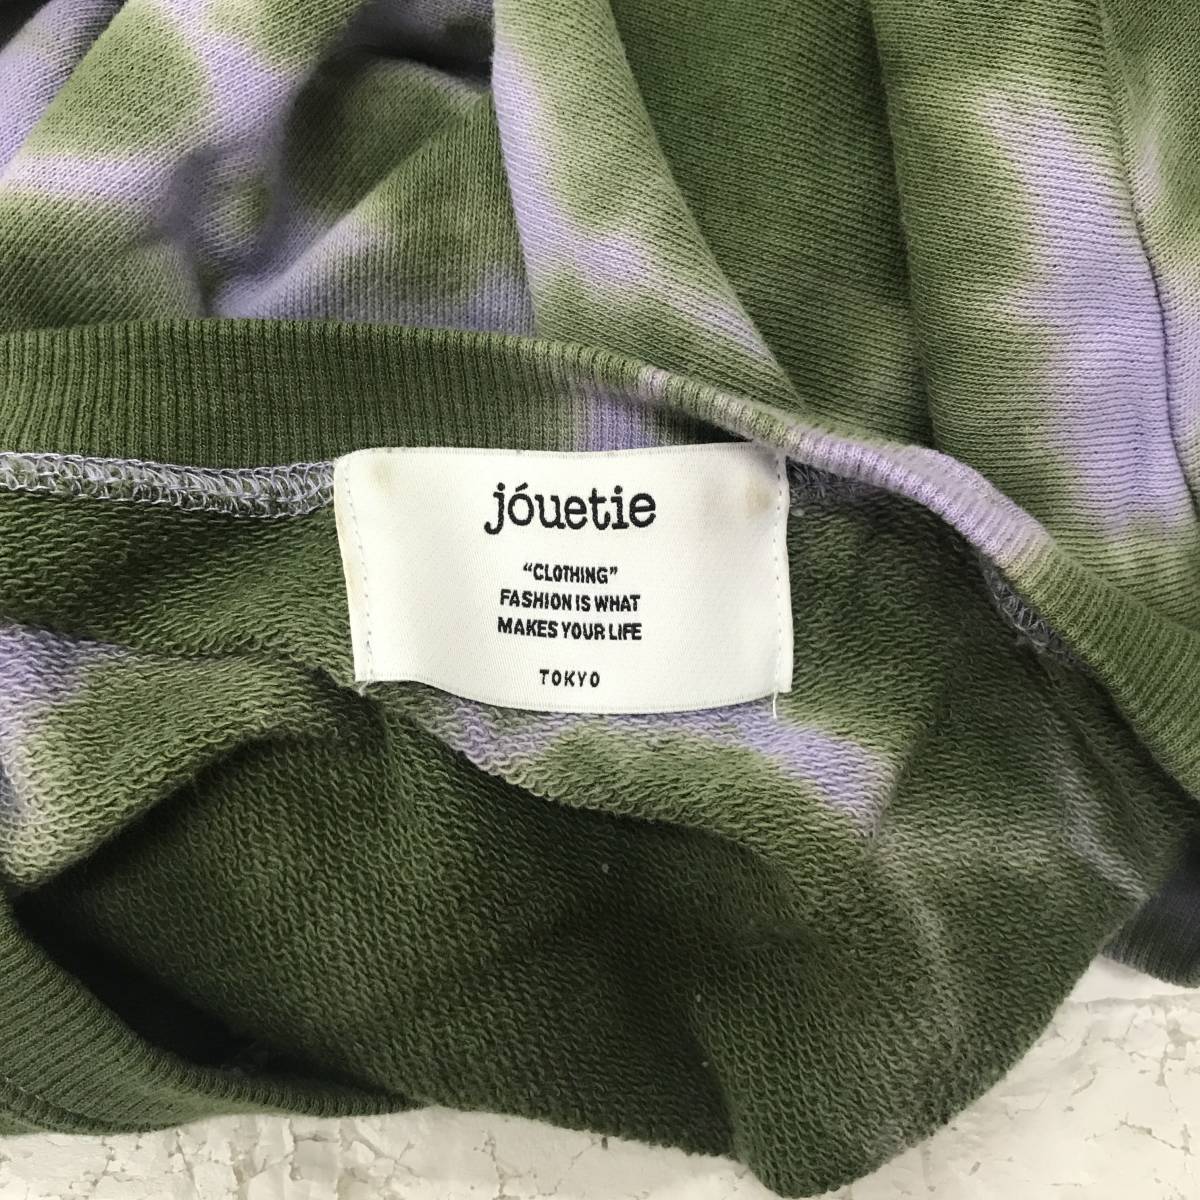 jóuetie
“CLOTHING”
FASHION IS WHAT
MAKES YOUR LIFE
TOKYO